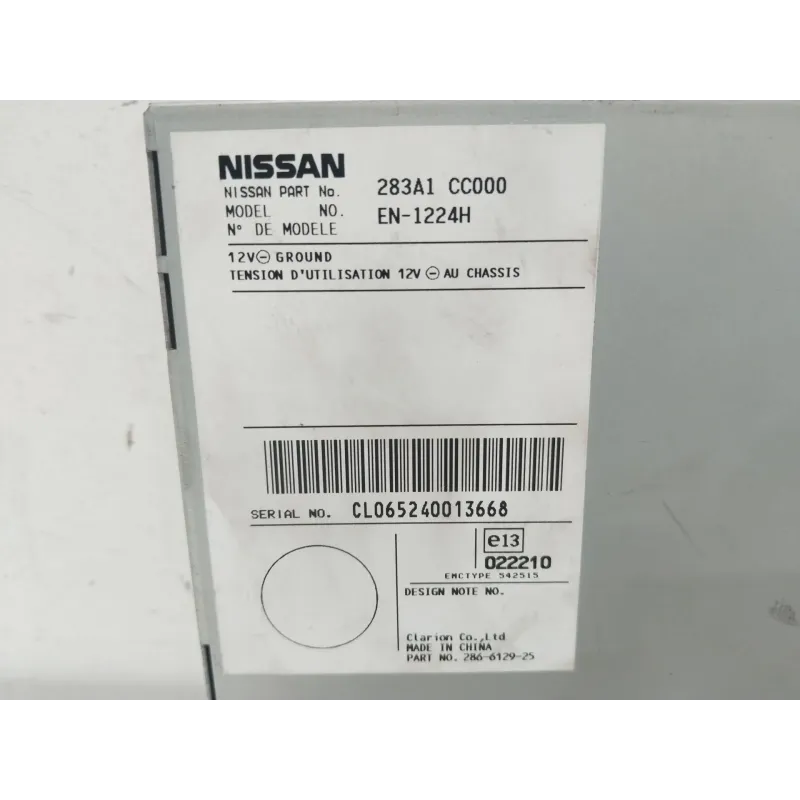 NISSAN
NISSAN PART No. 283A1 CC000
MODEL NO. EN-1224H
N° DE MODELE
12V⊖GROUND
TENSION D'UTILISATION 12V ⊖ AU CHASSIS
SERIAL NO. CL065240013668
e13
022210
EMCTYPE 542515
DESIGN NOTE NO.
Clarion Co.,Ltd
MADE IN CHINA
PART NO. 286-6129-25